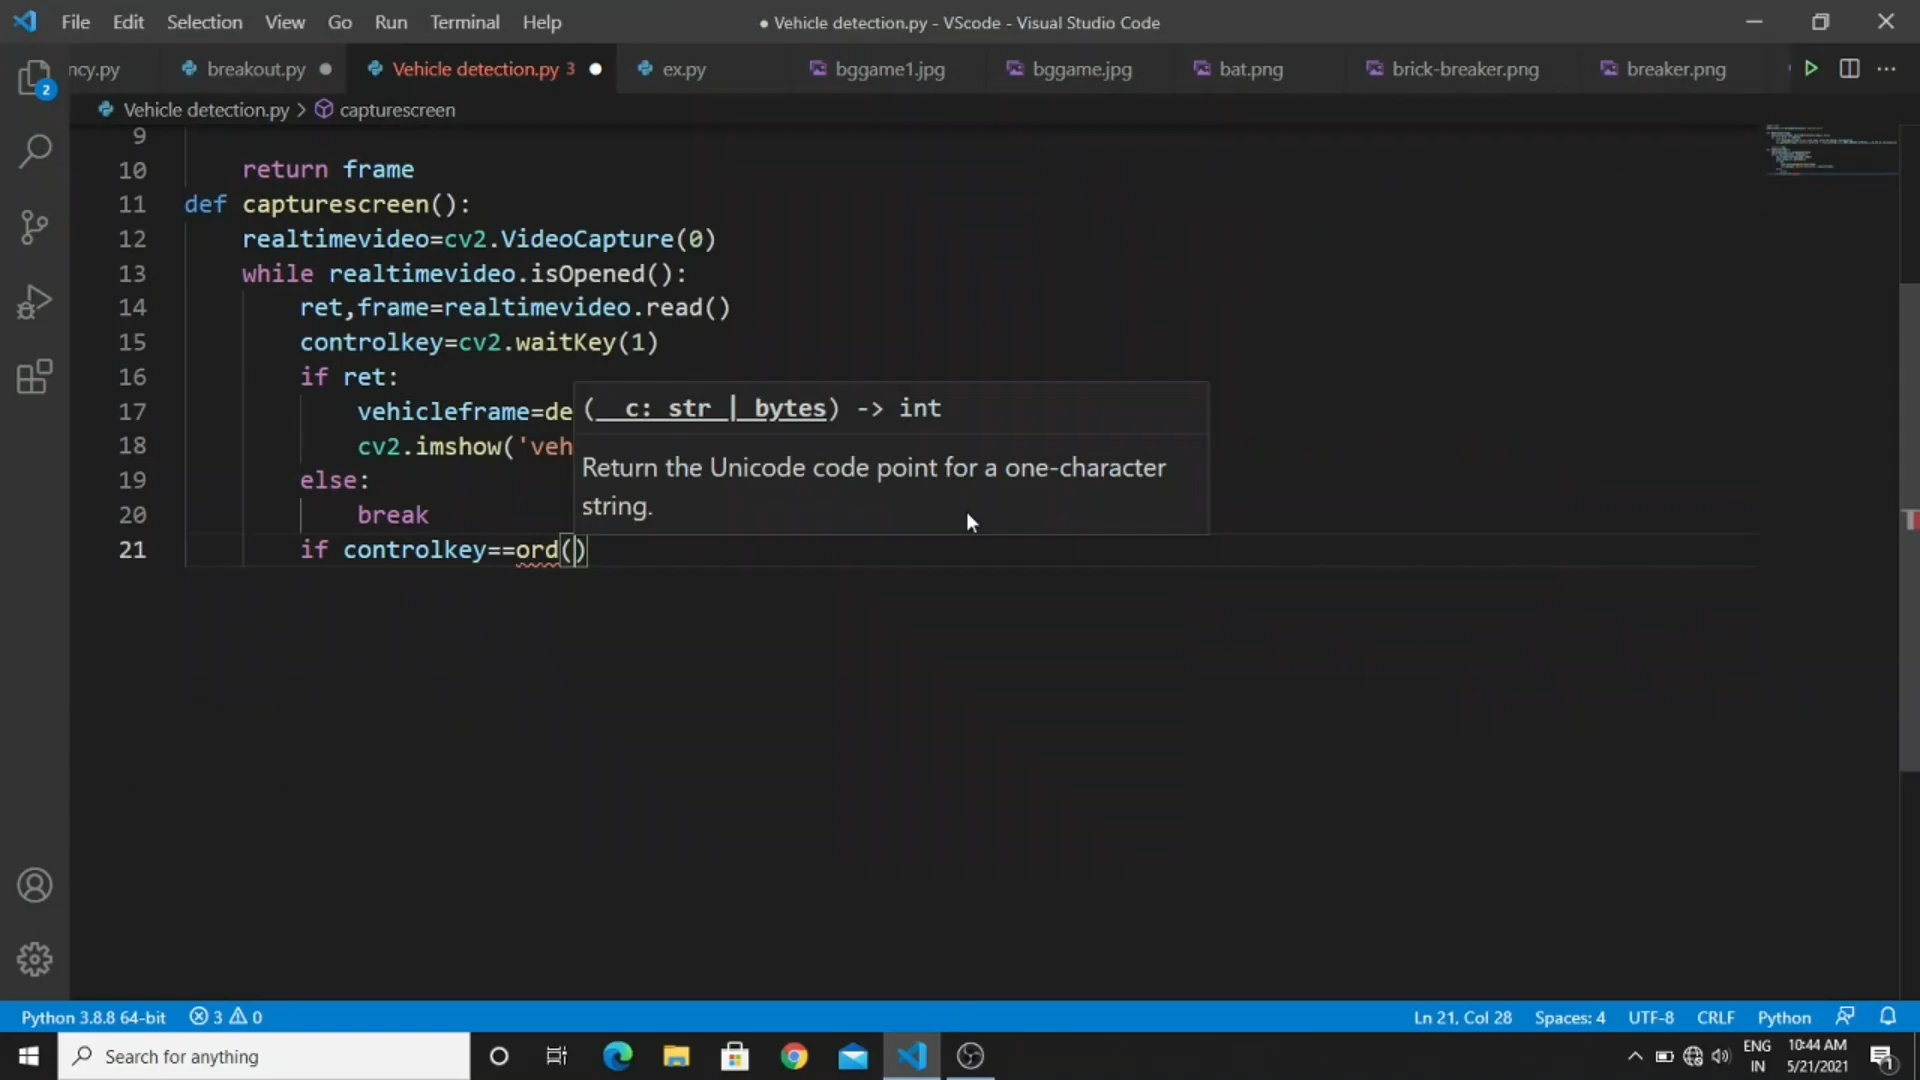 File Edit Selection View Go Run Terminal Help
● Vehicle detection.py - VScode - Visual Studio Code
ncy.py breakout.py Vehicle detection.py 3 ex.py bggame1.jpg bggame.jpg bat.png brick-breaker.png breaker.png
2
Vehicle detection.py > capturescreen
9
10 return frame
11 def capturescreen():
12 realtimevideo=cv2.VideoCapture(0)
13 while realtimevideo.isOpened():
14 ret,frame=realtimevideo.read()
15 controlkey=cv2.waitKey(1)
16 if ret:
17 vehicleframe=de
18 cv2.imshow('veh
19 else:
20 break
21 if controlkey==ord()
(__c: str | bytes) -> int
Return the Unicode code point for a one-character
string.
Python 3.8.8 64-bit 3 0 Ln 21, Col 28 Spaces: 4 UTF-8 CRLF Python
Search for anything
ENG
IN
10:44 AM
5/21/2021
1